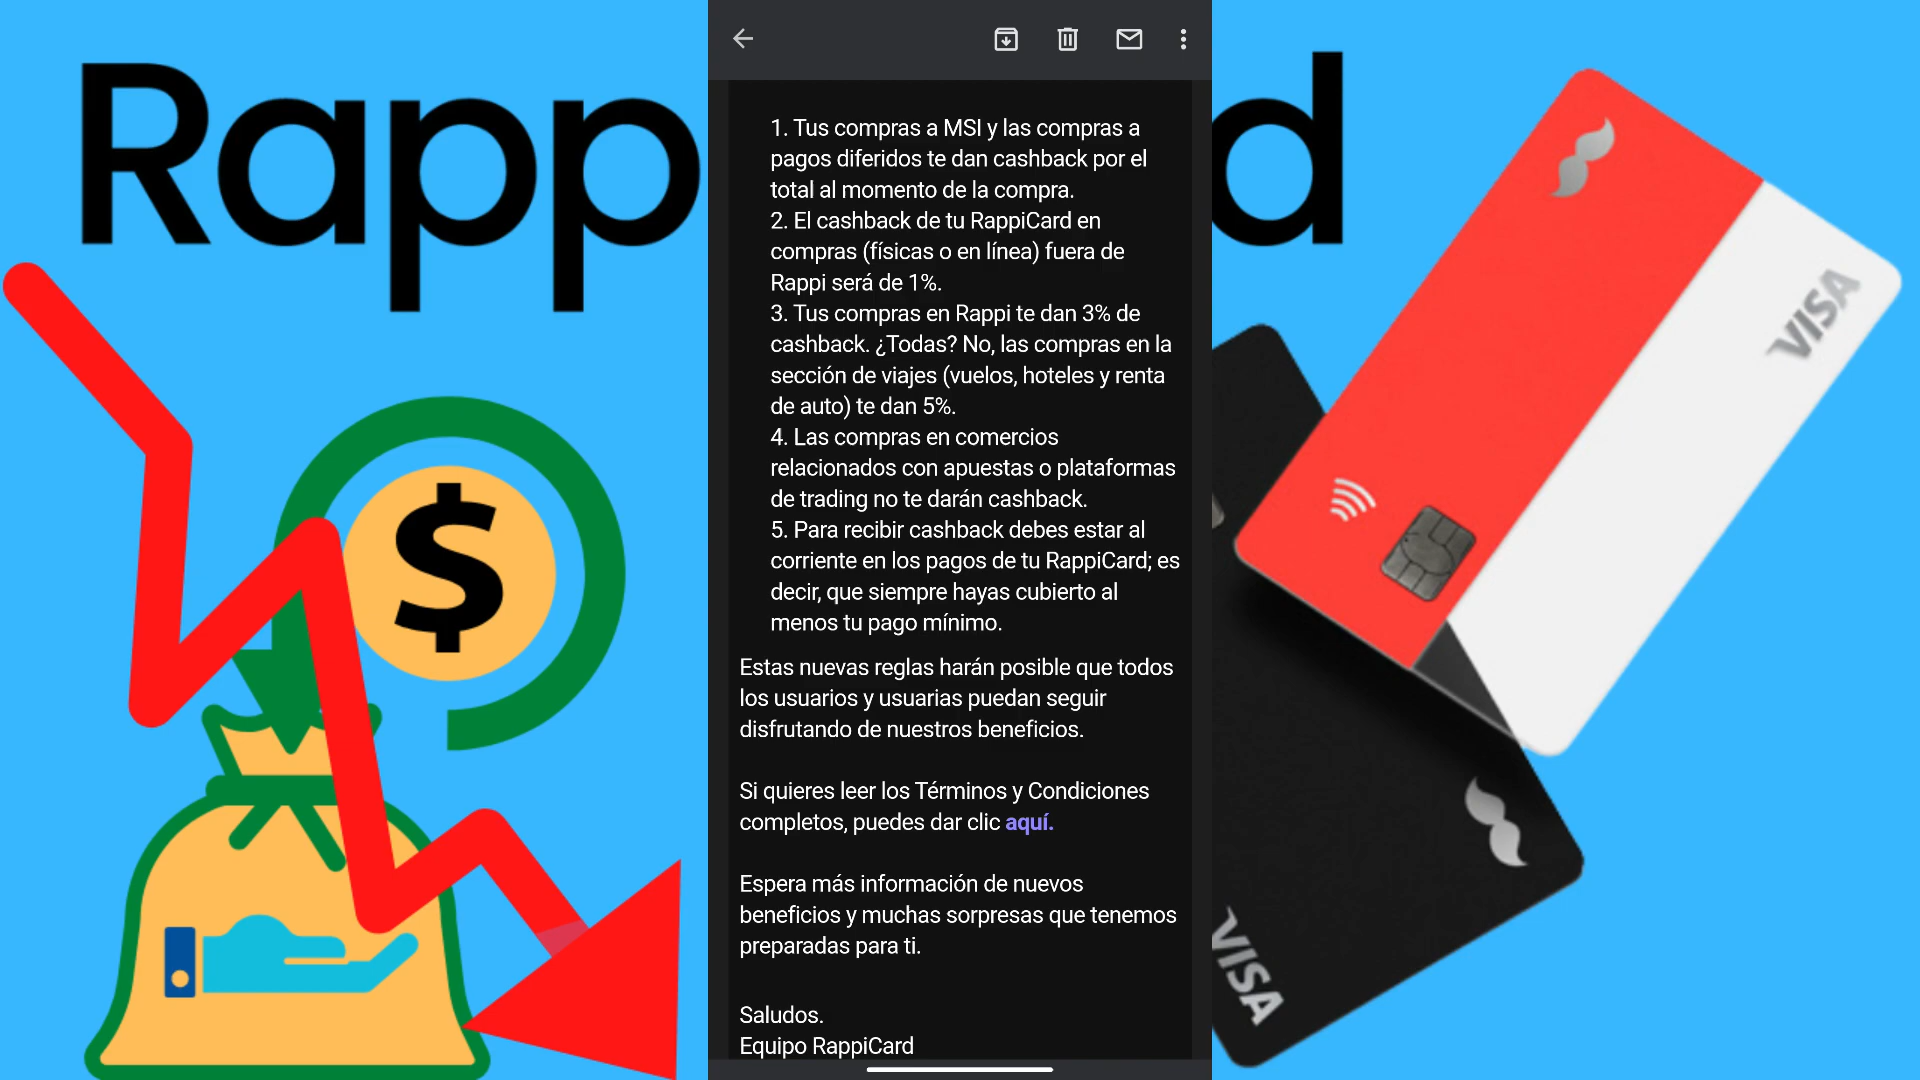 Rapp
d
1. Tus compras a MSI y las compras a
pagos diferidos te dan cashback por el
total al momento de la compra.
2. El cashback de tu RappiCard en
compras (físicas o en línea) fuera de
Rappi será de 1%.
3. Tus compras en Rappi te dan 3% de
cashback. ¿Todas? No, las compras en la
sección de viajes (vuelos, hoteles y renta
de auto) te dan 5%.
4. Las compras en comercios
relacionados con apuestas o plataformas
de trading no te darán cashback.
5. Para recibir cashback debes estar al
corriente en los pagos de tu RappiCard; es
decir, que siempre hayas cubierto al
menos tu pago mínimo.
Estas nuevas reglas harán posible que todos
los usuarios y usuarias puedan seguir
disfrutando de nuestros beneficios.
Si quieres leer los Términos y Condiciones
completos, puedes dar clic aquí.
Espera más información de nuevos
beneficios y muchas sorpresas que tenemos
preparadas para ti.
Saludos.
Equipo RappiCard
$
VISA
VISA